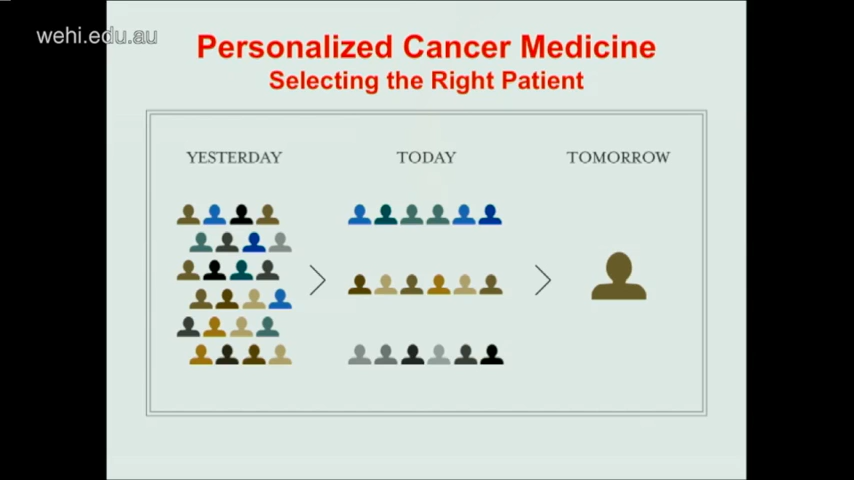 wehi.edu.au
Personalized Cancer Medicine
Selecting the Right Patient
YESTERDAY
TODAY
TOMORROW